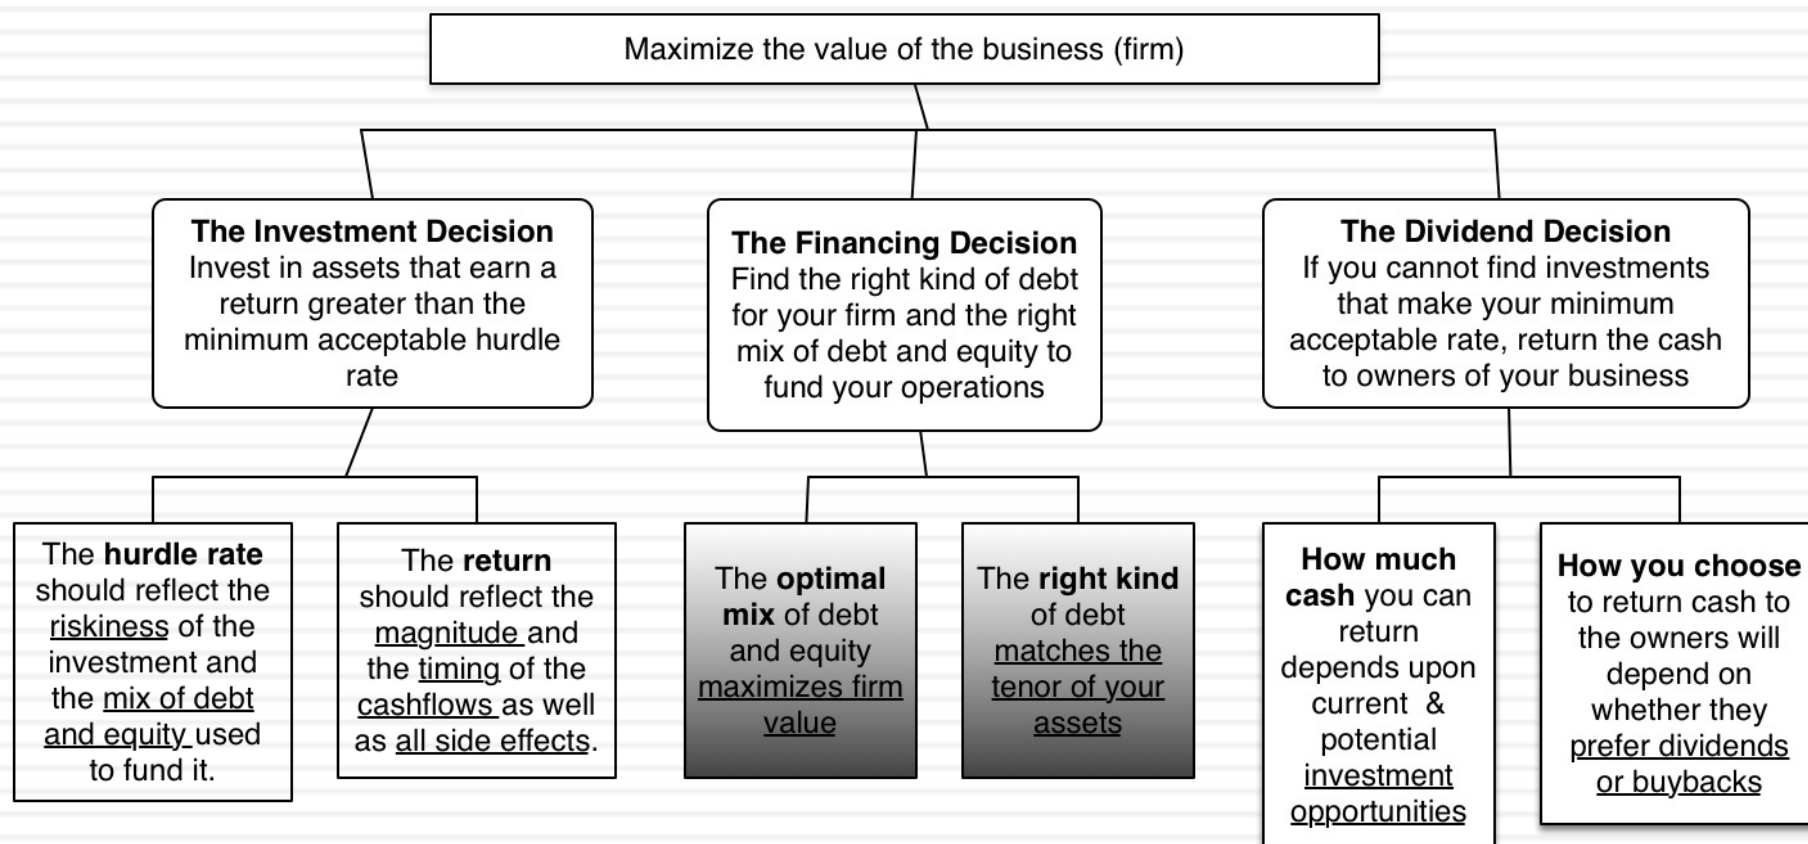 Maximize the value of the business (firm)
The Investment Decision
Invest in assets that earn a
return greater than the
minimum acceptable hurdle
rate
The Financing Decision
Find the right kind of debt
for your firm and the right
mix of debt and equity to
fund your operations
The Dividend Decision
If you cannot find investments
that make your minimum
acceptable rate, return the cash
to owners of your business
The hurdle rate
should reflect the
riskiness of the
investment and
the mix of debt
and equity used
to fund it.
The return
should reflect the
magnitude and
the timing of the
cashflows as well
as all side effects.
The optimal
mix of debt
and equity
maximizes firm
value
The right kind
of debt
matches the
tenor of your
assets
How much
cash you can
return
depends upon
current &
potential
investment
opportunities
How you choose
to return cash to
the owners will
depend on
whether they
prefer dividends
or buybacks